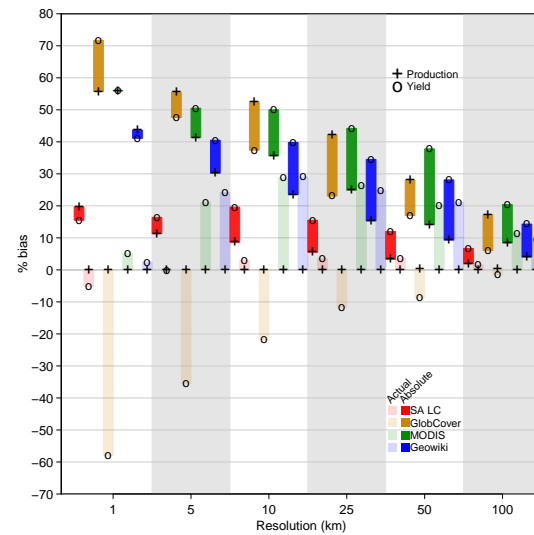 80
70
60
50
40
30
20
10
0
−10
−20
−30
−40
−50
−60
−70
% bias
+ Production
o Yield
Actual
Absolute
SA LC
GlobCover
MODIS
Geowiki
1 5 10 25 50 100
Resolution (km)